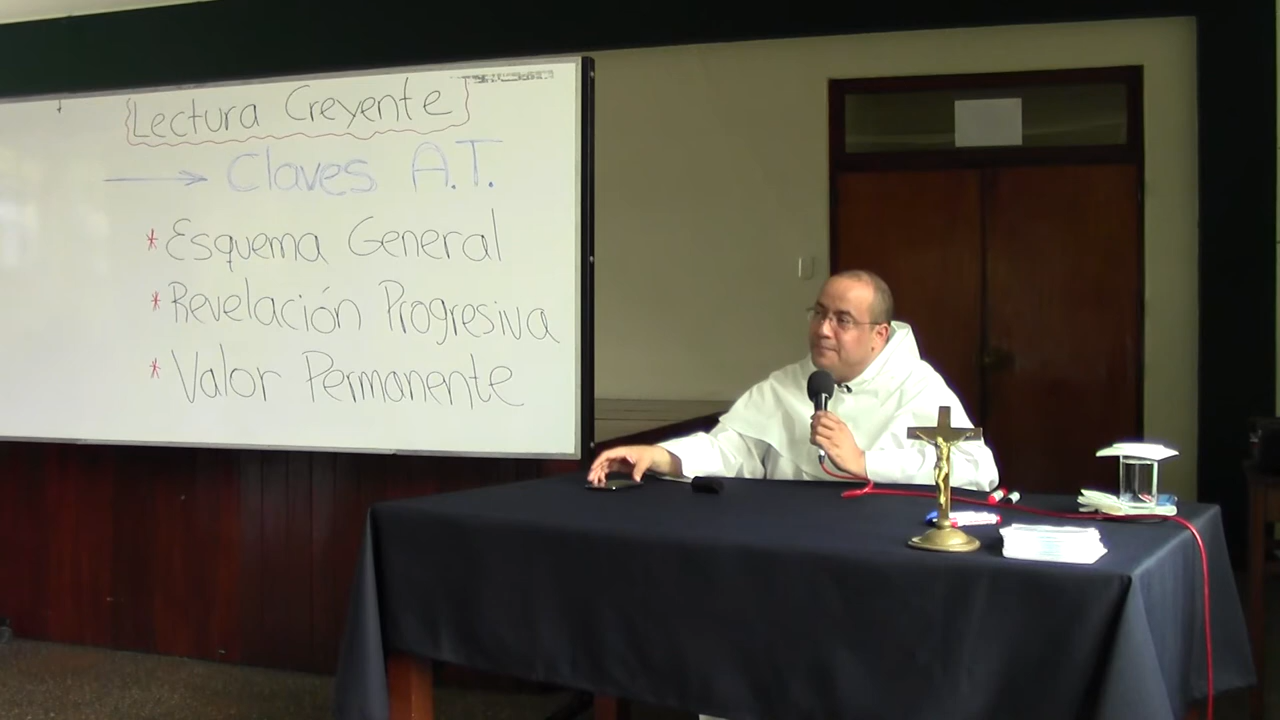 Lectura Creyente
→ Claves A.T.
* Esquema General
* Revelación Progresiva
* Valor Permanente